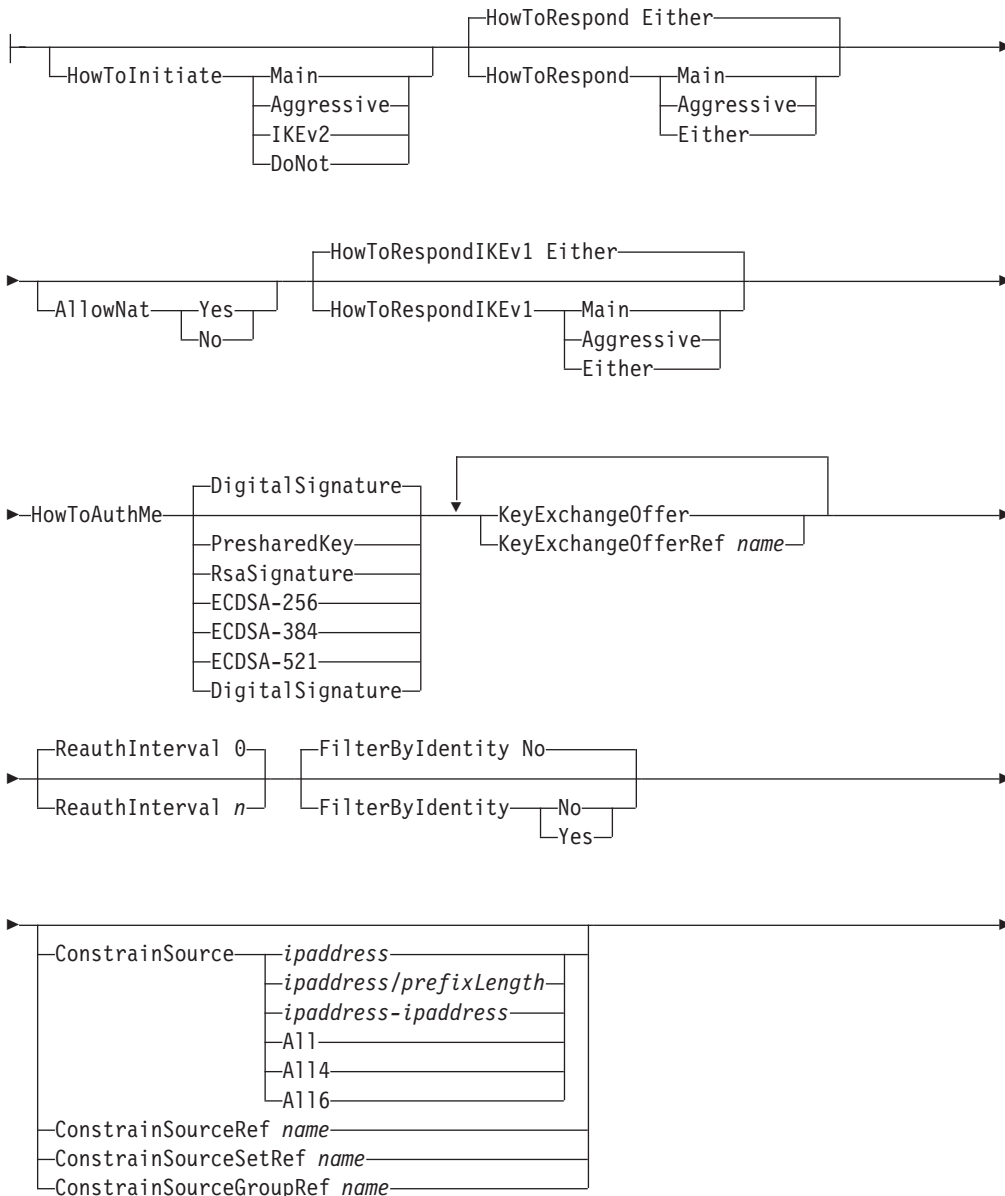 HowToRespond Either
HowToInitiate Main HowToRespond Main
Aggressive Aggressive
IKEv2 Either
DoNot
HowToRespondIKEv1 Either
AllowNat Yes HowToRespondIKEv1 Main
No Aggressive
Either
DigitalSignature
HowToAuthMe KeyExchangeOffer
PresharedKey KeyExchangeOfferRef name
RsaSignature
ECDSA-256
ECDSA-384
ECDSA-521
DigitalSignature
ReauthInterval 0 FilterByIdentity No
ReauthInterval n FilterByIdentity No
Yes
ConstrainSource ipaddress
ipaddress/prefixLength
ipaddress-ipaddress
All
All4
All6
ConstrainSourceRef name
ConstrainSourceSetRef name
ConstrainSourceGroupRef name